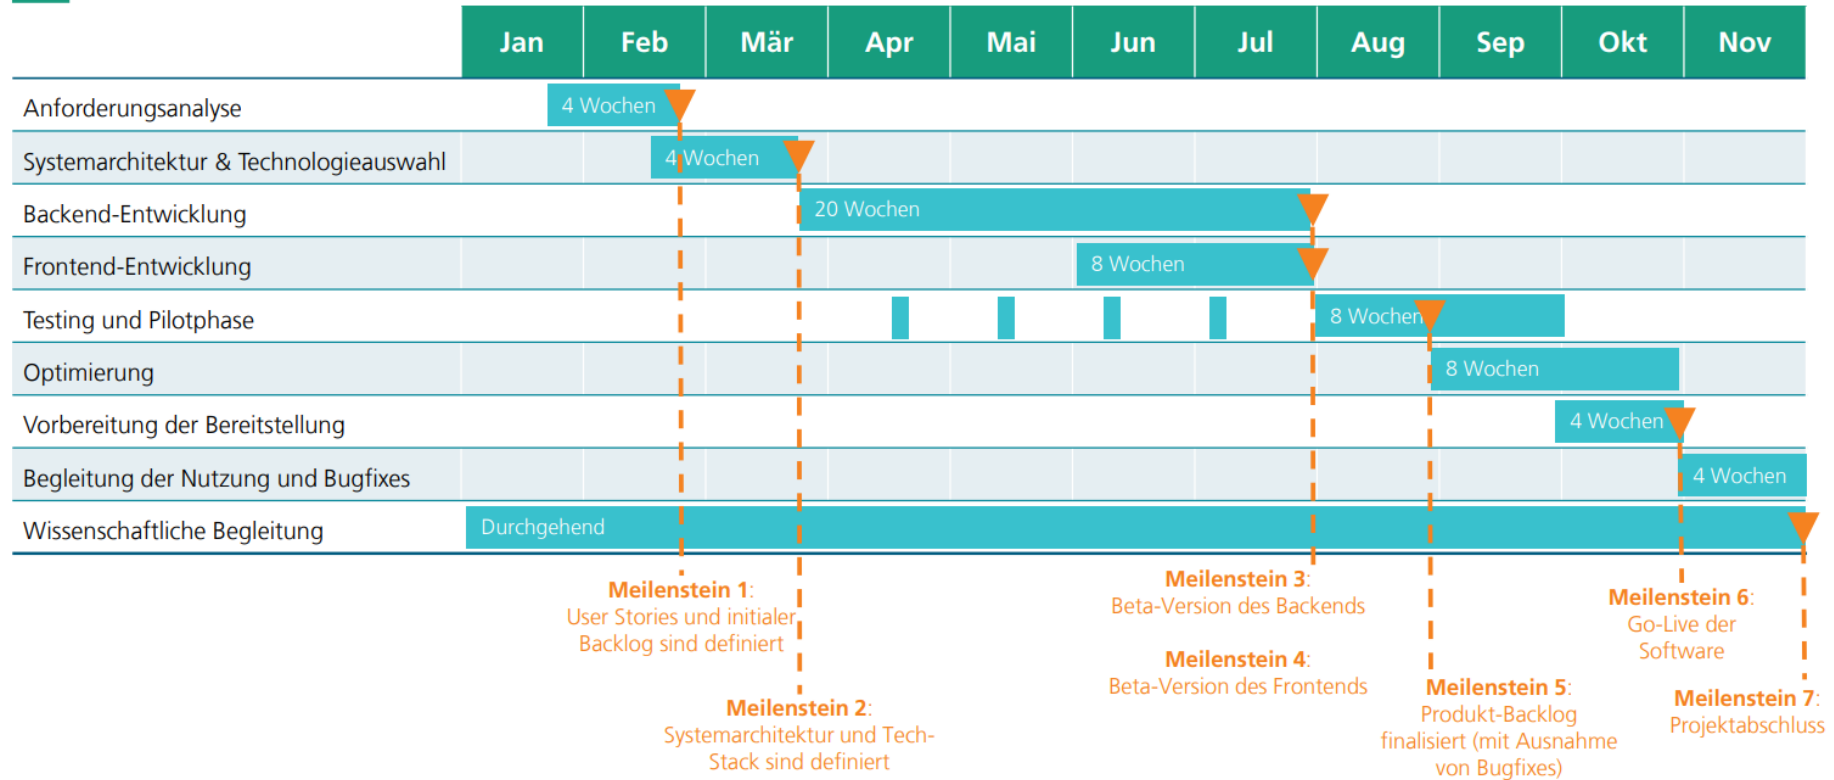 Jan Feb Mär Apr Mai Jun Jul Aug Sep Okt Nov
Anforderungsanalyse 4 Wochen
Systemarchitektur & Technologieauswahl 4 Wochen
Backend-Entwicklung 20 Wochen
Frontend-Entwicklung 8 Wochen
Testing und Pilotphase 8 Wochen
Optimierung 8 Wochen
Vorbereitung der Bereitstellung 4 Wochen
Begleitung der Nutzung und Bugfixes 4 Wochen
Wissenschaftliche Begleitung Durchgehend
Meilenstein 1:
User Stories und initialer
Backlog sind definiert
Meilenstein 2:
Systemarchitektur und Tech-
Stack sind definiert
Meilenstein 3:
Beta-Version des Backends
Meilenstein 4:
Beta-Version des Frontends
Meilenstein 5:
Produkt-Backlog
finalisiert (mit Ausnahme
von Bugfixes)
Meilenstein 6:
Go-Live der
Software
Meilenstein 7:
Projektabschluss